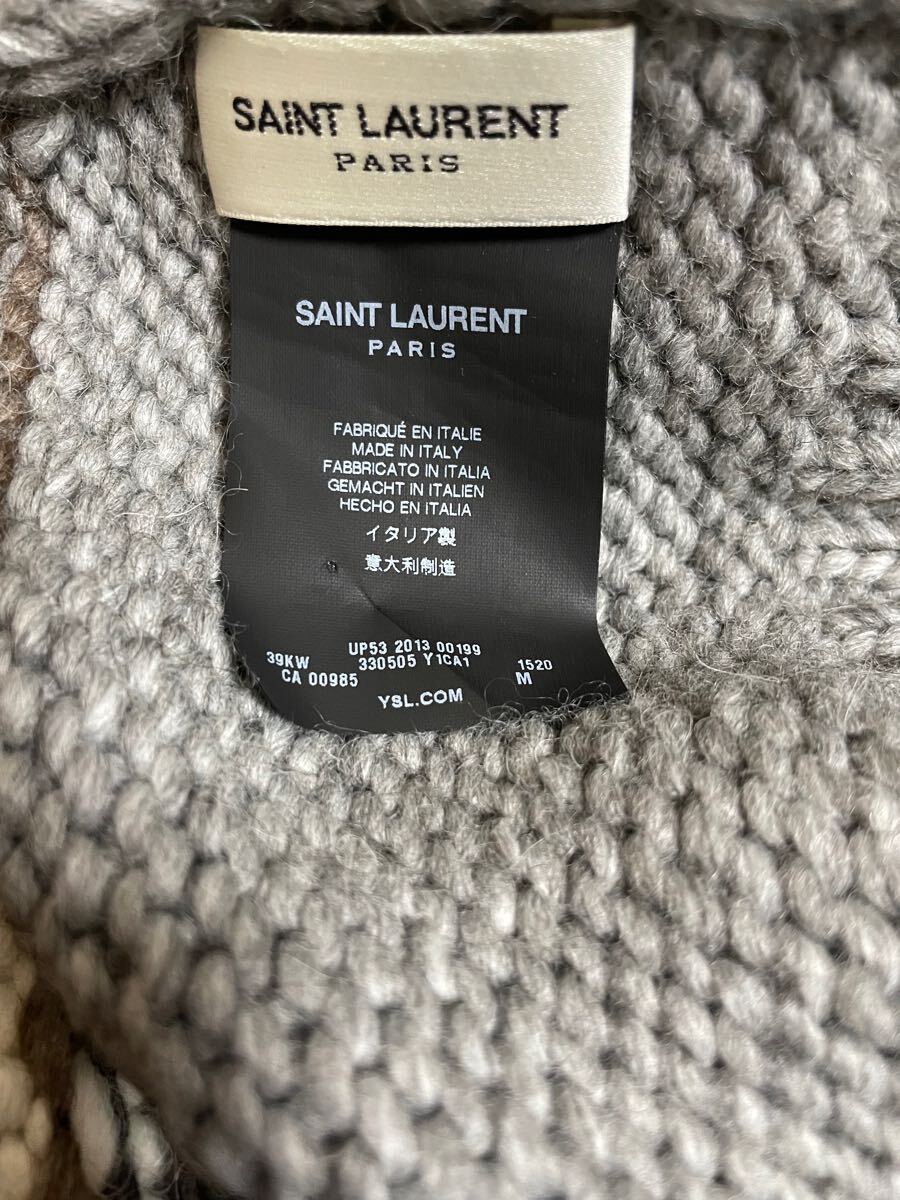 SAINT LAURENT
PARIS
SAINT LAURENT
PARIS
FABRIQUÉ EN ITALIE
MADE IN ITALY
FABBRICATO IN ITALIA
GEMACHT IN ITALIEN
HECHO EN ITALIA
イタリア製
意大利制造
UP53 2013 00199
39KW 330505 Y1CA1 1520
CA 00985 M
YSL.COM